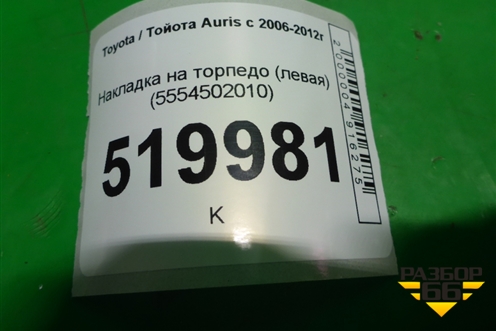 Toyota / Тойота Auris с 2006-2012г
Накладка на торпедо (левая)
(5554502010)
519981
К
2000004916275
РАЗБОР
66